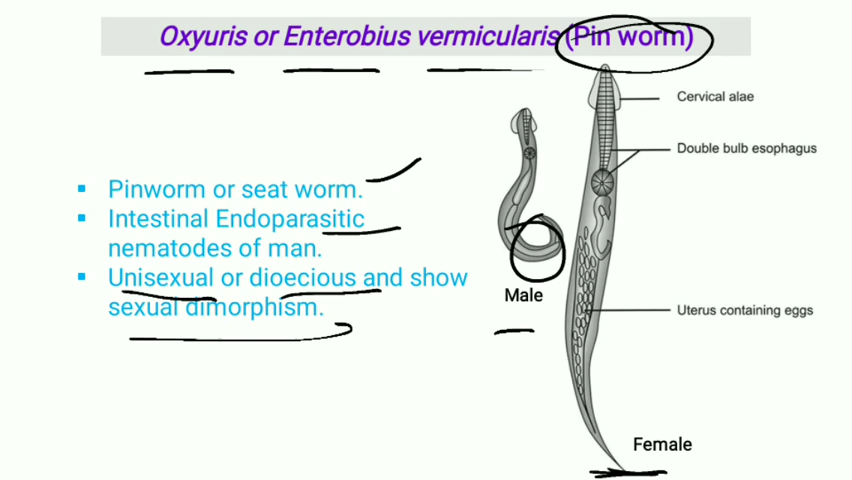 Oxyuris or Enterobius vermicularis (Pin worm)
Cervical alae
Double bulb esophagus
▪ Pinworm or seat worm.
▪ Intestinal Endoparasitic
nematodes of man.
▪ Unisexual or dioecious and show
sexual dimorphism.
Male
Uterus containing eggs
Female